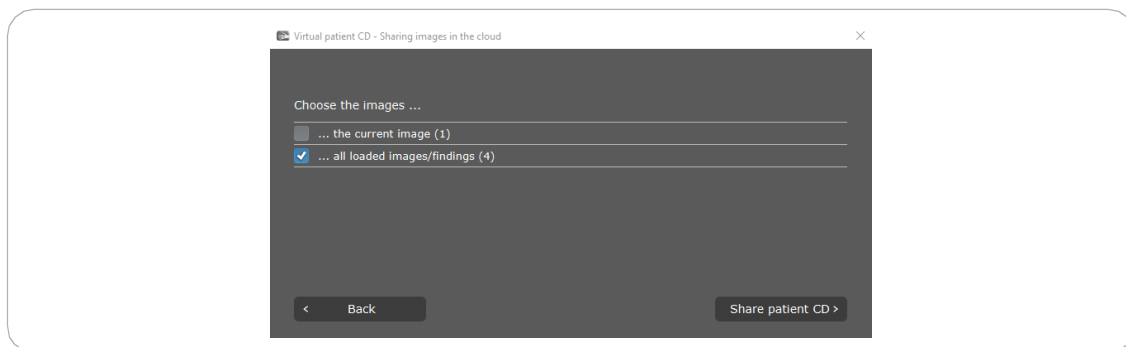 Virtual patient CD - Sharing images in the cloud
Choose the images ...
... the current image (1)
... all loaded images/findings (4)
< Back
Share patient CD >